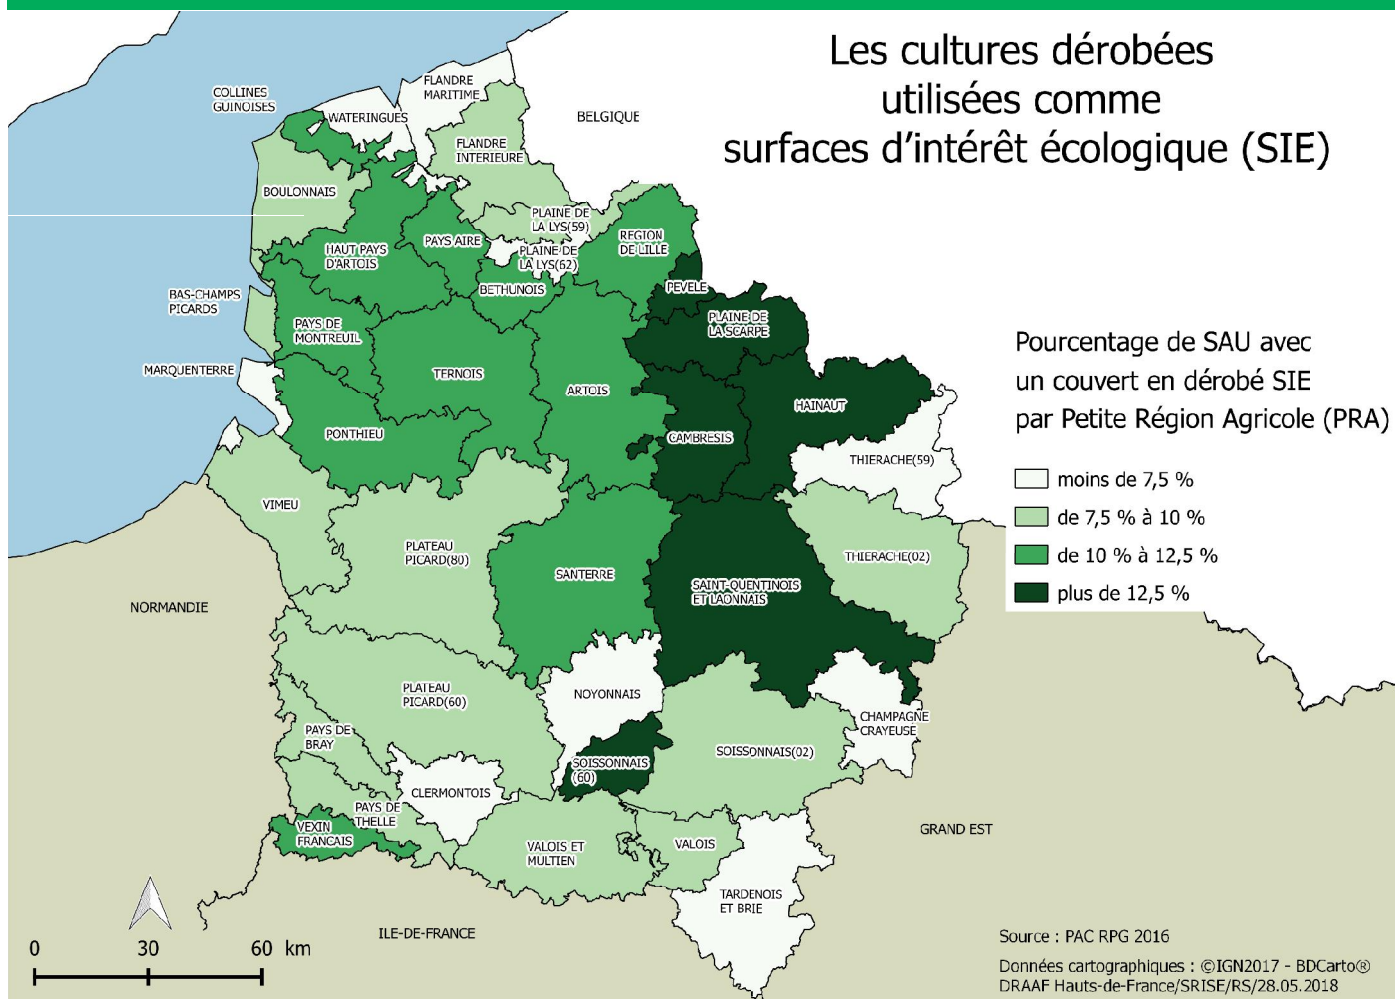 Les cultures dérobées
utilisées comme
surfaces d'intérêt écologique (SIE)
COLLINES
GUINOISES
FLANDRE
MARITIME
WATERINGUES
BELGIQUE
FLANDRE
INTERIEURE
BOULONNAIS
PLAINE DE
LA LYS(59)
HAUT PAYS
D'ARTOIS
PAYS AIRE
PLAINE DE
LA LYS(62)
REGION
DE LILLE
BETHUNOIS
PEVELE
BAS-CHAMPS
PICARDS
PAYS DE
MONTREUIL
PLAINE DE
LA SCARPE
MARQUENTERRE
TERNOIS
ARTOIS
HAINAUT
PONTHIEU
CAMBRESIS
THIERACHE(59)
VIMEU
PLATEAU
PICARD(80)
SANTERRE
SAINT-QUENTINOIS
ET LAONNAIS
THIERACHE(02)
NORMANDIE
PLATEAU
PICARD(60)
NOYONNAIS
CHAMPAGNE
CRAYEUSE
PAYS DE
BRAY
SOISSONNAIS
(60)
SOISSONNAIS(02)
CLERMONTOIS
PAYS DE
THELLE
VEXIN
FRANCAIS
VALOIS ET
MULTIEN
VALOIS
GRAND EST
TARDENOIS
ET BRIE
ILE-DE-FRANCE
Pourcentage de SAU avec
un couvert en dérobé SIE
par Petite Région Agricole (PRA)
moins de 7,5 %
de 7,5 % à 10 %
de 10 % à 12,5 %
plus de 12,5 %
0 30 60 km
Source : PAC RPG 2016
Données cartographiques : ©IGN2017 - BDCarto®
DRAAF Hauts-de-France/SRISE/RS/28.05.2018